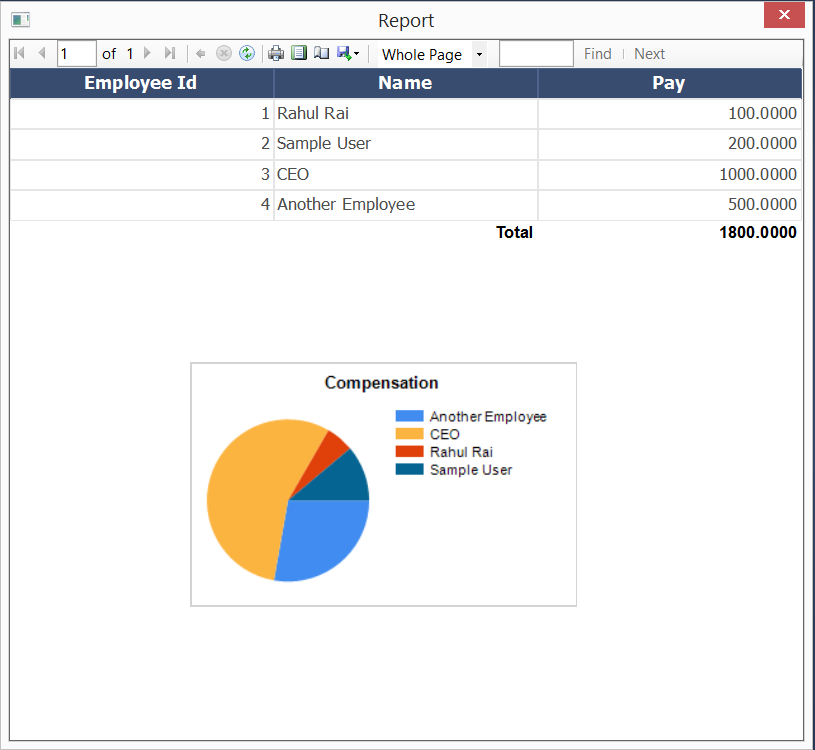 Report
1 of 1 Whole Page Find Next
Employee Id Name Pay
1 Rahul Rai 100.0000
2 Sample User 200.0000
3 CEO 1000.0000
4 Another Employee 500.0000
Total 1800.0000
Compensation
Another Employee
CEO
Rahul Rai
Sample User